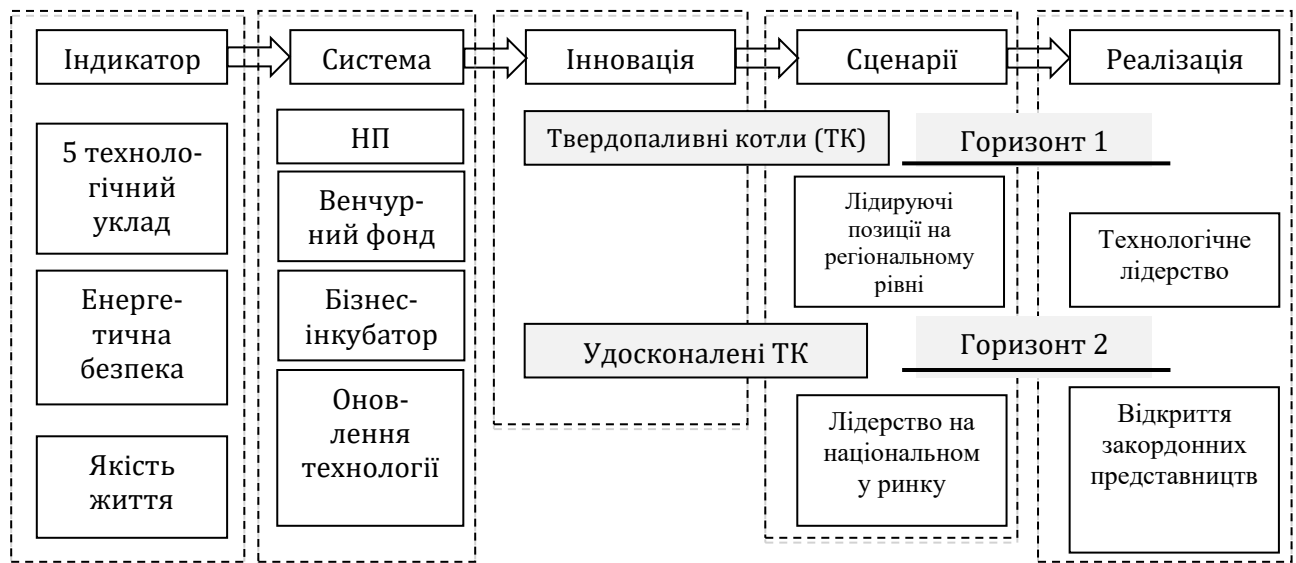 Індикатор
Система
Інновація
Сценарії
Реалізація
5 техноло-
гічний
уклад
Енерге-
тична
безпека
Якість
життя
НП
Венчур-
ний фонд
Бізнес-
інкубатор
Онов-
лення
технології
Твердопаливні котли (ТК)
Удосконалені ТК
Горизонт 1
Лідируючі
позиції на
регіональному
рівні
Горизонт 2
Лідерство на
національном
у ринку
Технологічне
лідерство
Відкриття
закордонних
представництв